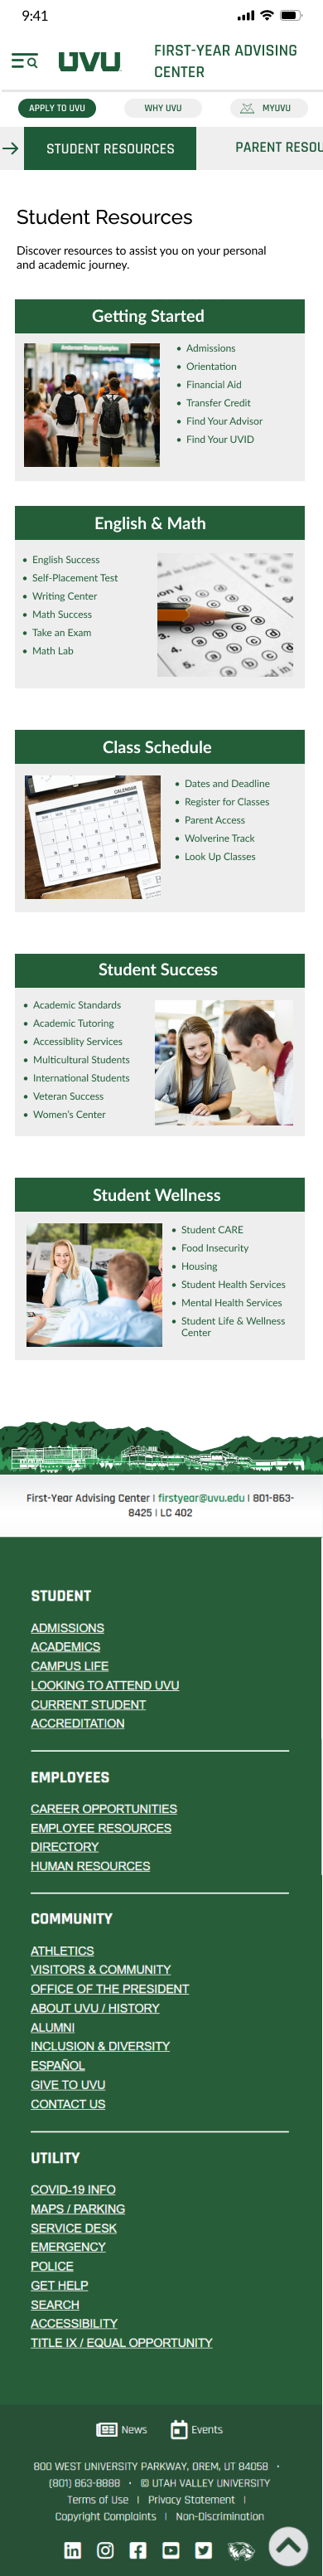 9:41
UVU
FIRST-YEAR ADVISING
CENTER
APPLY TO UVU
WHY UVU
MYUVU
STUDENT RESOURCES
PARENT RESOU
Student Resources
Discover resources to assist you on your personal
and academic journey.
Getting Started
Admissions
Orientation
Financial Aid
Transfer Credit
Find Your Advisor
Find Your UVID
English & Math
English Success
Self-Placement Test
Writing Center
Math Success
Take an Exam
Math Lab
Class Schedule
CALENDAR
Dates and Deadline
Register for Classes
Parent Access
Wolverine Track
Look Up Classes
Student Success
Academic Standards
Academic Tutoring
Accessiblity Services
Multicultural Students
International Students
Veteran Success
Women's Center
Student Wellness
Student CARE
Food Insecurity
Housing
Student Health Services
Mental Health Services
Student Life & Wellness
Center
First-Year Advising Center | firstyear@uvu.edu | 801-863-
8425 | LC 402
STUDENT
ADMISSIONS
ACADEMICS
CAMPUS LIFE
LOOKING TO ATTEND UVU
CURRENT STUDENT
ACCREDITATION
EMPLOYEES
CAREER OPPORTUNITIES
EMPLOYEE RESOURCES
DIRECTORY
HUMAN RESOURCES
COMMUNITY
ATHLETICS
VISITORS & COMMUNITY
OFFICE OF THE PRESIDENT
ABOUT UVU / HISTORY
ALUMNI
INCLUSION & DIVERSITY
ESPAÑOL
GIVE TO UVU
CONTACT US
UTILITY
COVID-19 INFO
MAPS / PARKING
SERVICE DESK
EMERGENCY
POLICE
GET HELP
SEARCH
ACCESSIBILITY
TITLE IX / EQUAL OPPORTUNITY
News
Events
800 WEST UNIVERSITY PARKWAY, OREM, UT 84058 ·
(801) 863-8888 · © UTAH VALLEY UNIVERSITY
Terms of Use | Privacy Statement |
Copyright Complaints | Non-Discrimination